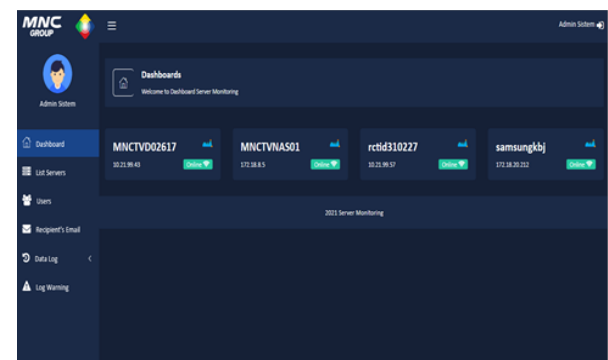 MNC
GROUP
Admin Sistem
Admin Sistem
Dashboards
Welcome to Dashboard Server Monitoring
Dashboard
List Servers
Users
Recipient's Email
Data Log
Log Warning
MNCTVD02617
10.21.99.43
Online
MNCTVNAS01
172.18.8.5
Online
rctid310227
10.21.99.57
Online
samsungkbj
172.18.20.212
Online
2021 Server Monitoring